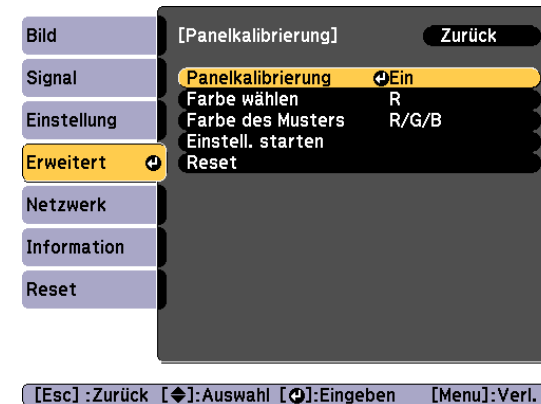 Bild
Signal
Einstellung
Erweitert
Netzwerk
Information
Reset
[Panelkalibrierung] Zurück
Panelkalibrierung Ein
Farbe wählen R
Farbe des Musters R/G/B
Einstell. starten
Reset
[Esc] :Zurück [◆]:Auswahl [⏎]:Eingeben [Menu]:Verl.